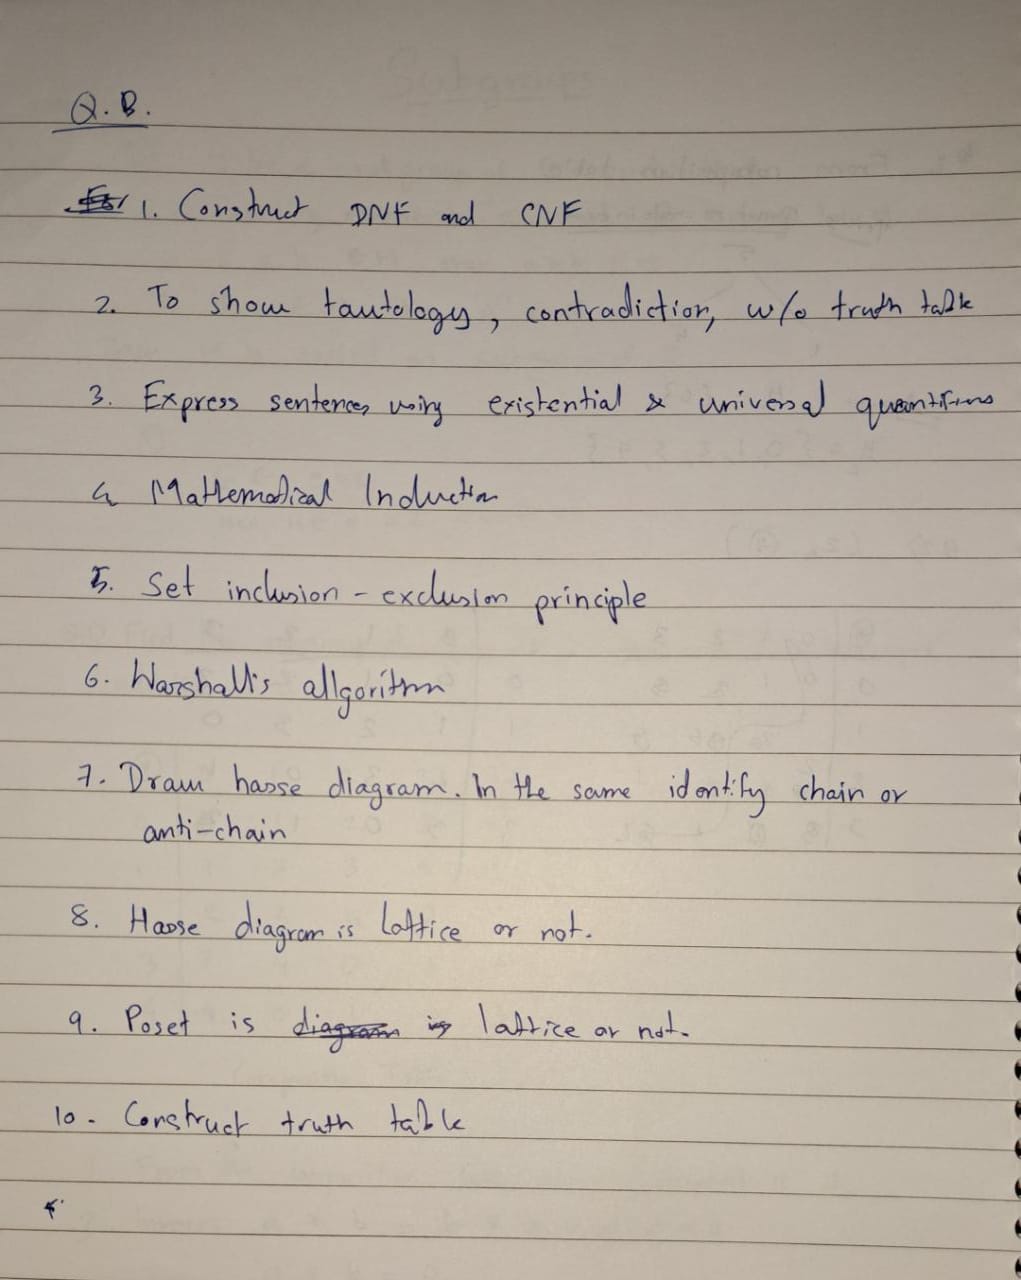 Q.B.
1. Construct DNF and CNF
2. To show tautology, contradiction, w/o truth table
3. Express sentences using existential & universal quantifiers
4. Mathematical Induction
5. Set inclusion - exclusion principle
6. Warshall's allgorithm
7. Draw hasse diagram. In the same identify chain or
anti-chain
8. Hasse diagram is lattice or not.
9. Poset is diagram is lattice or not.
10. Construct truth table